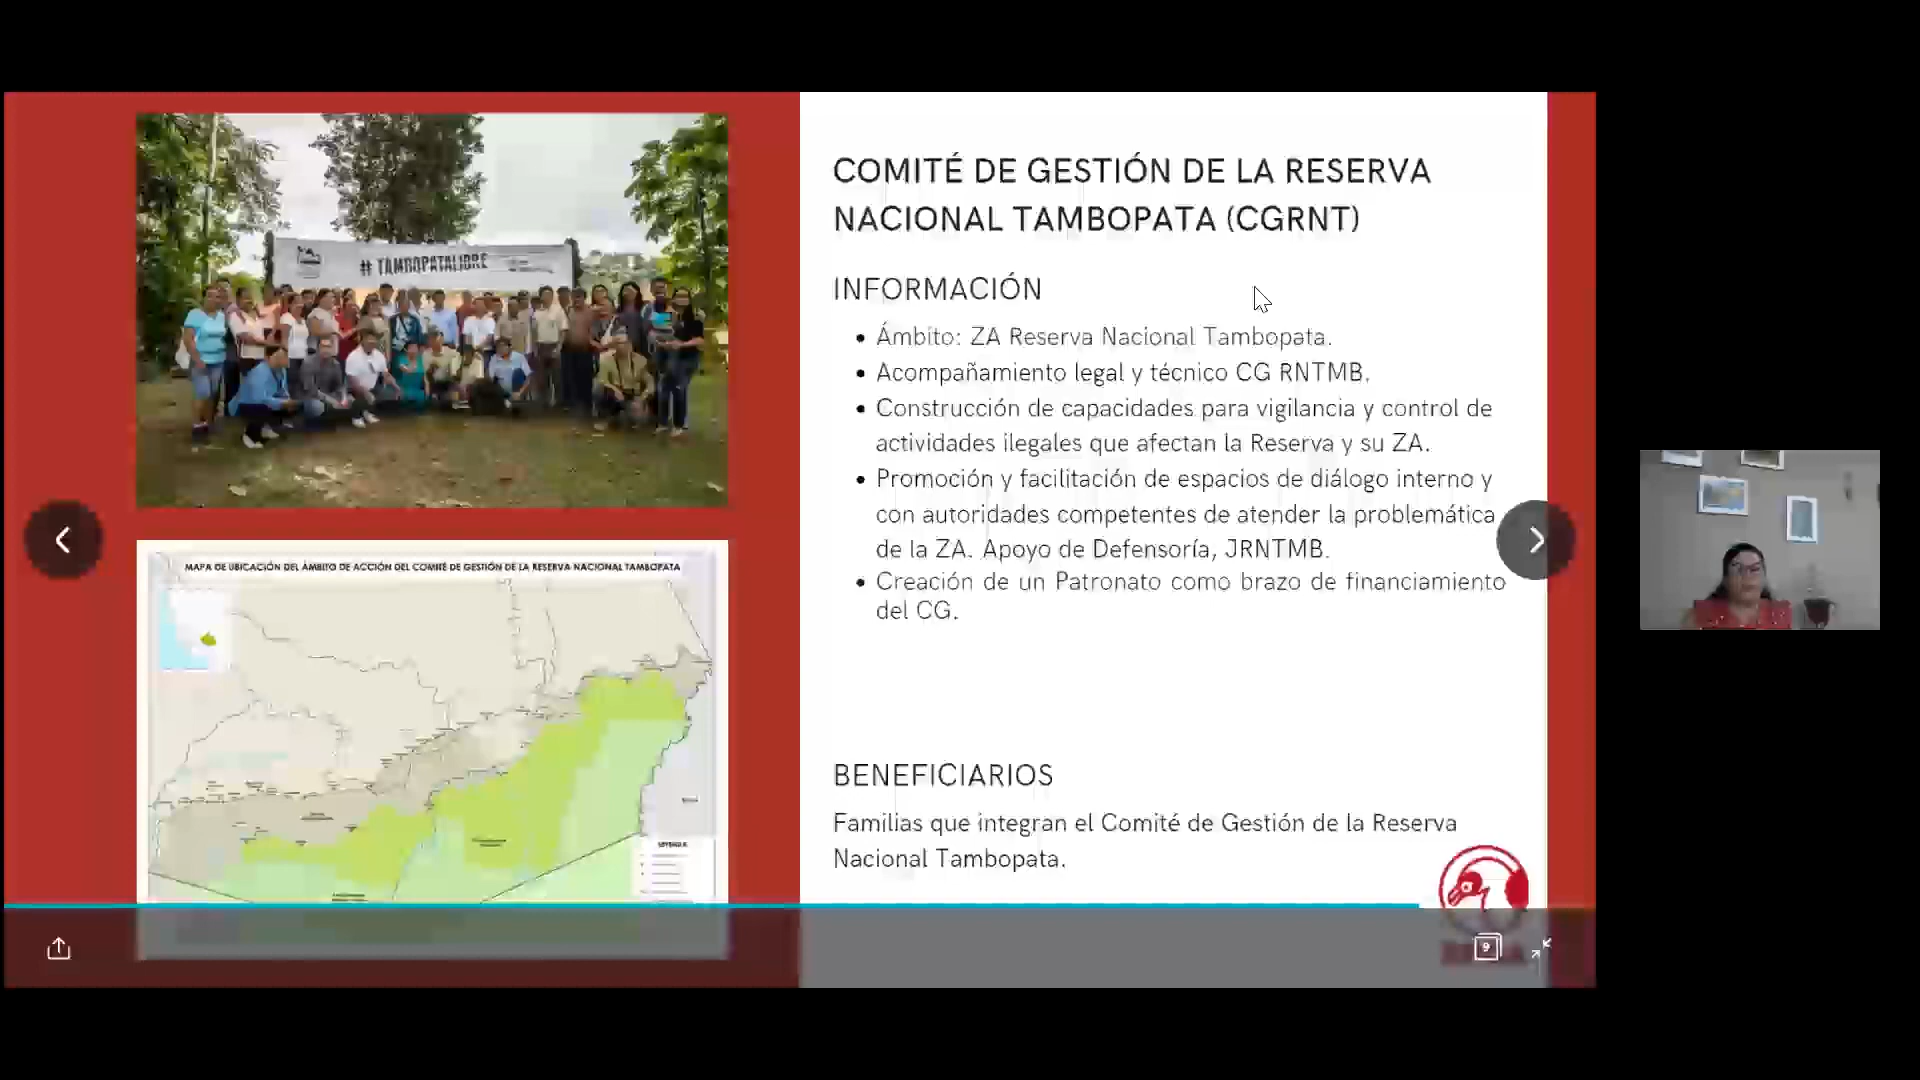 # TAMBOPATALIBRE
COMITÉ DE GESTIÓN DE LA RESERVA
NACIONAL TAMBOPATA (CGRNT)
INFORMACIÓN
• Ámbito: ZA Reserva Nacional Tambopata.
• Acompañamiento legal y técnico CG RNTMB.
• Construcción de capacidades para vigilancia y control de
actividades ilegales que afectan la Reserva y su ZA.
• Promoción y facilitación de espacios de diálogo interno y
con autoridades competentes de atender la problemática
de la ZA. Apoyo de Defensoría, JRNTMB.
• Creación de un Patronato como brazo de financiamiento
del CG.
MAPA DE UBICACIÓN DEL ÁMBITO DE ACCIÓN DEL COMITÉ DE GESTIÓN DE LA RESERVA NACIONAL TAMBOPATA
LEYENDA
BENEFICIARIOS
Familias que integran el Comité de Gestión de la Reserva
Nacional Tambopata.
9